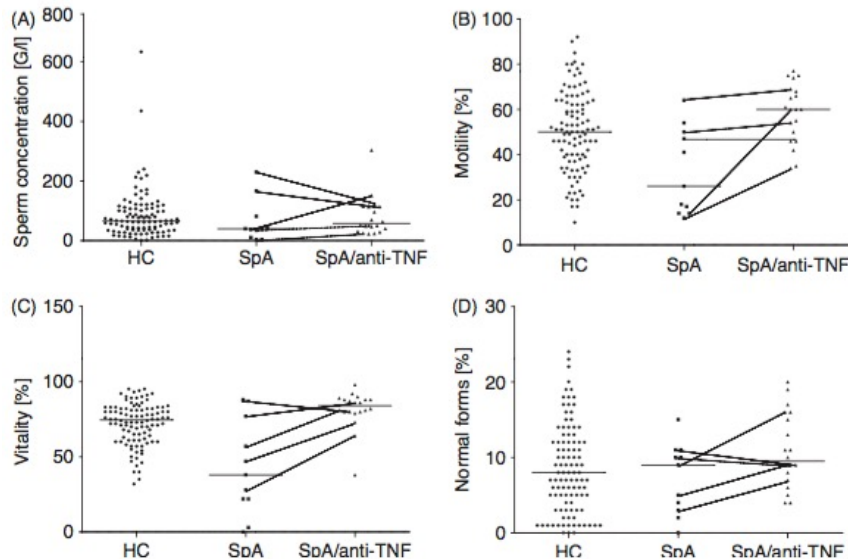 (A)
Sperm concentration [G/l]
800
600
400
200
0
HC
SpA
SpA/anti-TNF
(B)
Motility [%]
100
80
60
40
20
0
HC
SpA
SpA/anti-TNF
(C)
Vitality [%]
150
100
50
0
HC
SpA
SpA/anti-TNF
(D)
Normal forms [%]
30
20
10
0
HC
SpA
SpA/anti-TNF